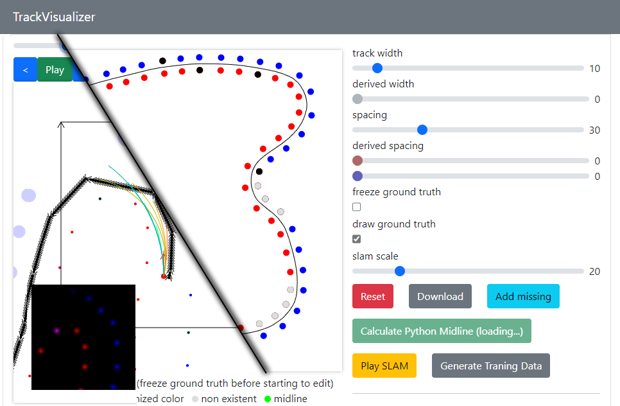 TrackVisualizer
track width
10
< Play
derived width
0
spacing
30
derived spacing
0
0
freeze ground truth
draw ground truth
slam scale
20
Reset Download Add missing
Calculate Python Midline (loading...)
Play SLAM Generate Traning Data
(freeze ground truth before starting to edit)
nized color non existent midline